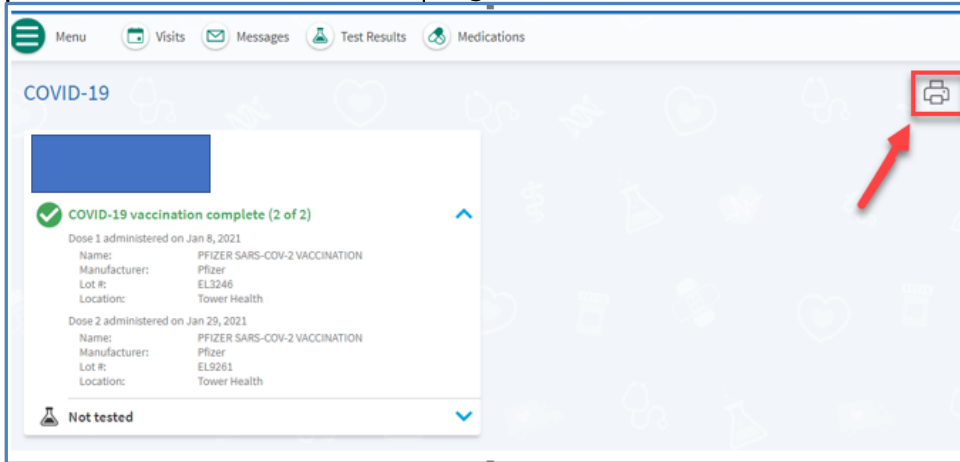 Menu Visits Messages Test Results Medications
COVID-19
COVID-19 vaccination complete (2 of 2)
Dose 1 administered on Jan 8, 2021
Name: PFIZER SARS-COV-2 VACCINATION
Manufacturer: Pfizer
Lot #: EL3246
Location: Tower Health
Dose 2 administered on Jan 29, 2021
Name: PFIZER SARS-COV-2 VACCINATION
Manufacturer: Pfizer
Lot #: EL9261
Location: Tower Health
Not tested